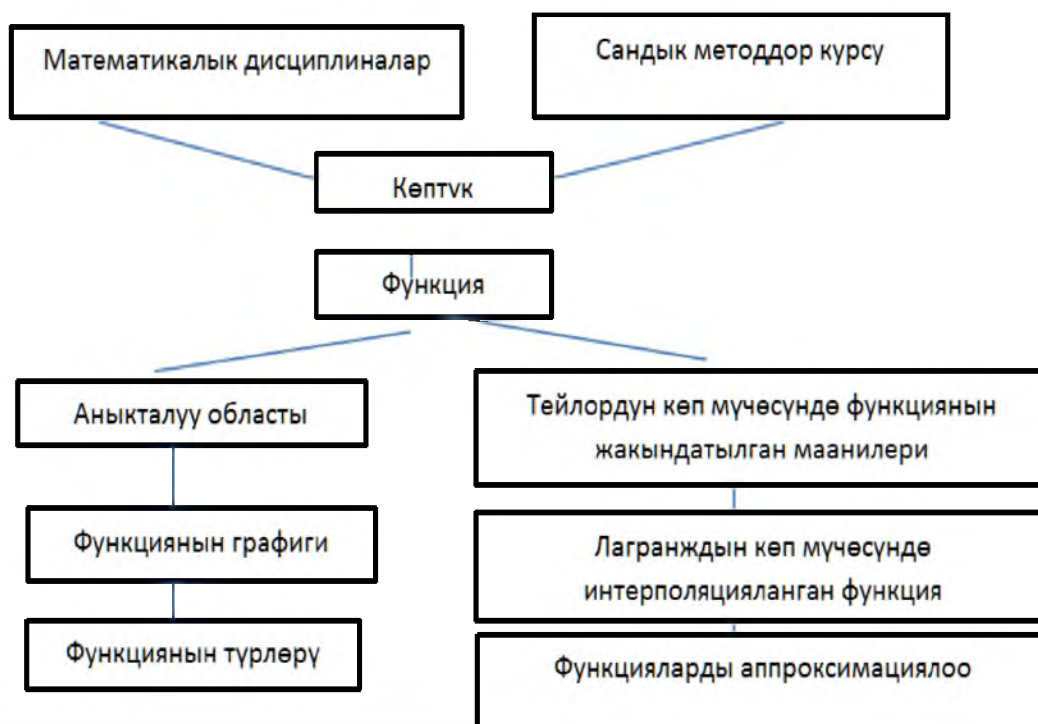 Математикалык дисциплиналар
Сандык методдор курсу
Көптүк
Функция
Аныкталуу областы
Тейлордун көп мүчөсүндө функциянын
жакындатылган маанилери
Функциянын графиги
Лагранждын көп мүчөсүндө
интерполяцияланган функция
Функциянын түрлөрү
Функцияларды аппроксимациялоо